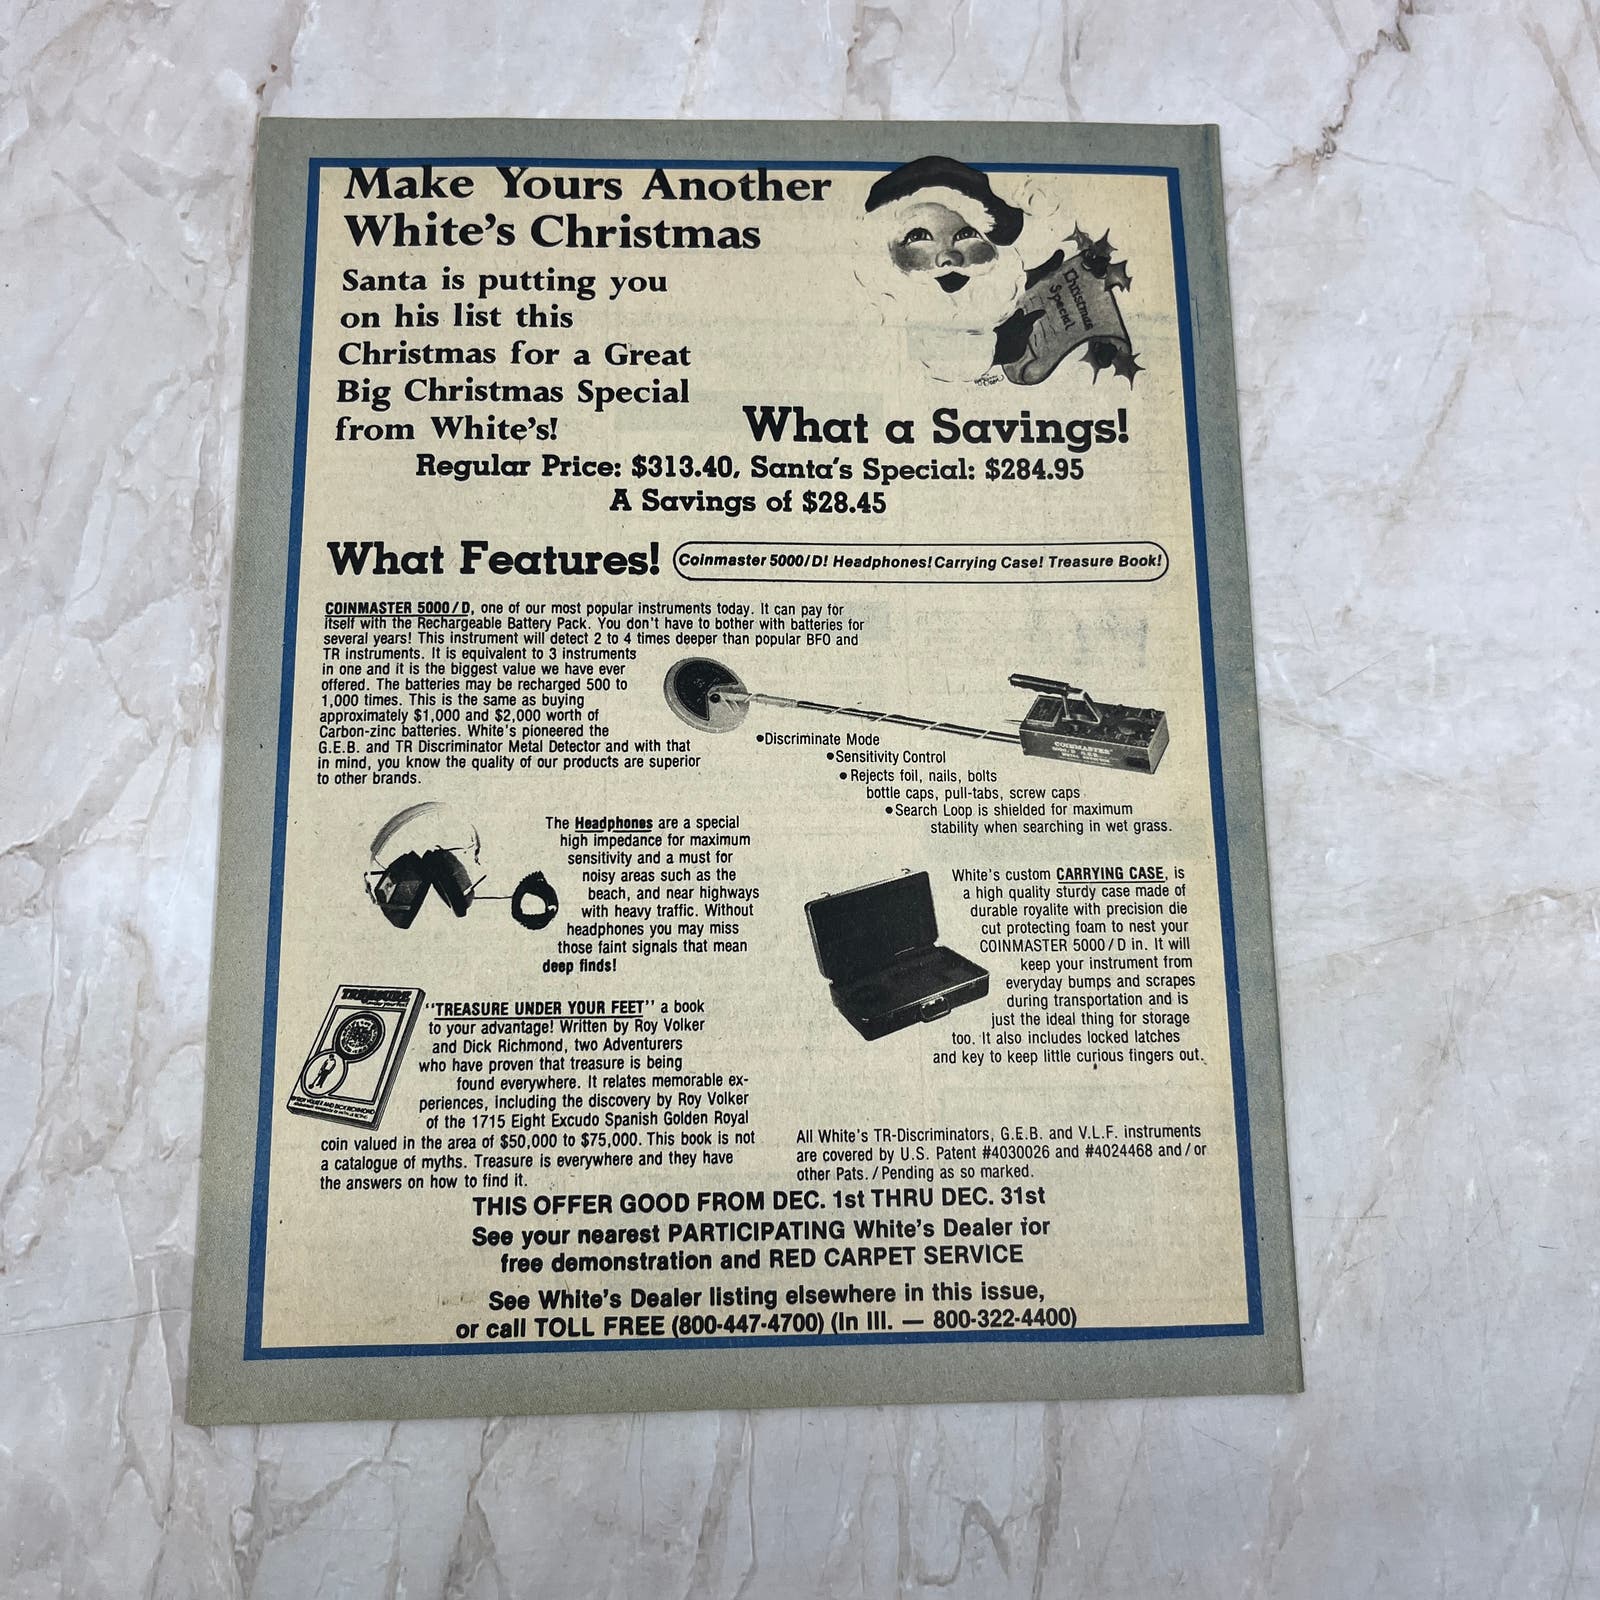 Make Yours Another
White's Christmas
Santa is putting you
on his list this
Christmas for a Great
Big Christmas Special
from White's!
Christmas
Special
What a Savings!
Regular Price: $313.40, Santa's Special: $284.95
A Savings of $28.45
What Features!
Coinmaster 5000/D! Headphones! Carrying Case! Treasure Book!
COINMASTER 5000/D, one of our most popular instruments today. It can pay for
itself with the Rechargeable Battery Pack. You don't have to bother with batteries for
several years! This instrument will detect 2 to 4 times deeper than popular BFO and
TR instruments. It is equivalent to 3 instruments
in one and it is the biggest value we have ever
offered. The batteries may be recharged 500 to
1,000 times. This is the same as buying
approximately $1,000 and $2,000 worth of
Carbon-zinc batteries. White's pioneered the
G.E.B. and TR Discriminator Metal Detector and with that
in mind, you know the quality of our products are superior
to other brands.
COINMASTER
•Discriminate Mode
•Sensitivity Control
•Rejects foil, nails, bolts
bottle caps, pull-tabs, screw caps
•Search Loop is shielded for maximum
stability when searching in wet grass.
The Headphones are a special
high impedance for maximum
sensitivity and a must for
noisy areas such as the
beach, and near highways
with heavy traffic. Without
headphones you may miss
those faint signals that mean
deep finds!
White's custom CARRYING CASE, is
a high quality sturdy case made of
durable royalite with precision die
cut protecting foam to nest your
COINMASTER 5000/D in. It will
keep your instrument from
everyday bumps and scrapes
during transportation and is
just the ideal thing for storage
too. It also includes locked latches
and key to keep little curious fingers out.
TREASURE
BY ROY VOLKER AND DICK RICHMOND
"TREASURE UNDER YOUR FEET" a book
to your advantage! Written by Roy Volker
and Dick Richmond, two Adventurers
who have proven that treasure is being
found everywhere. It relates memorable ex-
periences, including the discovery by Roy Volker
of the 1715 Eight Excudo Spanish Golden Royal
coin valued in the area of $50,000 to $75,000. This book is not
a catalogue of myths. Treasure is everywhere and they have
the answers on how to find it.
All White's TR-Discriminators, G.E.B. and V.L.F. instruments
are covered by U.S. Patent #4030026 and #4024468 and/or
other Pats./Pending as so marked.
THIS OFFER GOOD FROM DEC. 1st THRU DEC. 31st
See your nearest PARTICIPATING White's Dealer for
free demonstration and RED CARPET SERVICE
See White's Dealer listing elsewhere in this issue,
or call TOLL FREE (800-447-4700) (In Ill. — 800-322-4400)